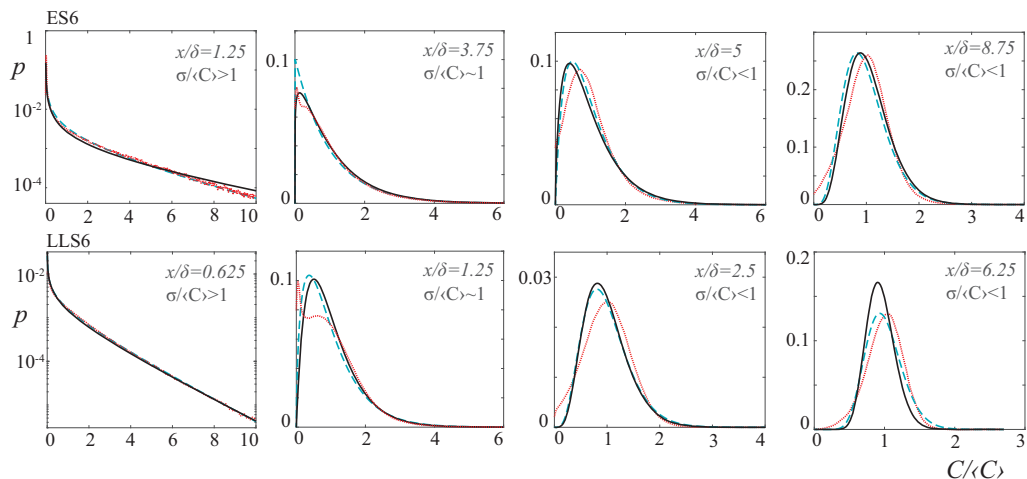 ES6
x/δ=1.25
σ/‹C›>1
p
1
10⁻²
10⁻⁴
0 2 4 6 8 10
x/δ=3.75
σ/‹C›~1
0.1
0
0 2 4 6
x/δ=5
σ/‹C›<1
0.1
0
0 2 4 6
x/δ=8.75
σ/‹C›<1
0.2
0.1
0
0 1 2 3 4
LLS6
x/δ=0.625
σ/‹C›>1
p
10⁻²
10⁻⁴
0 2 4 6 8 10
x/δ=1.25
σ/‹C›~1
0.1
0
0 2 4 6
x/δ=2.5
σ/‹C›<1
0.03
0
0 1 2 3 4
x/δ=6.25
σ/‹C›<1
0.2
0.1
0
0 1 2 3
C/‹C›